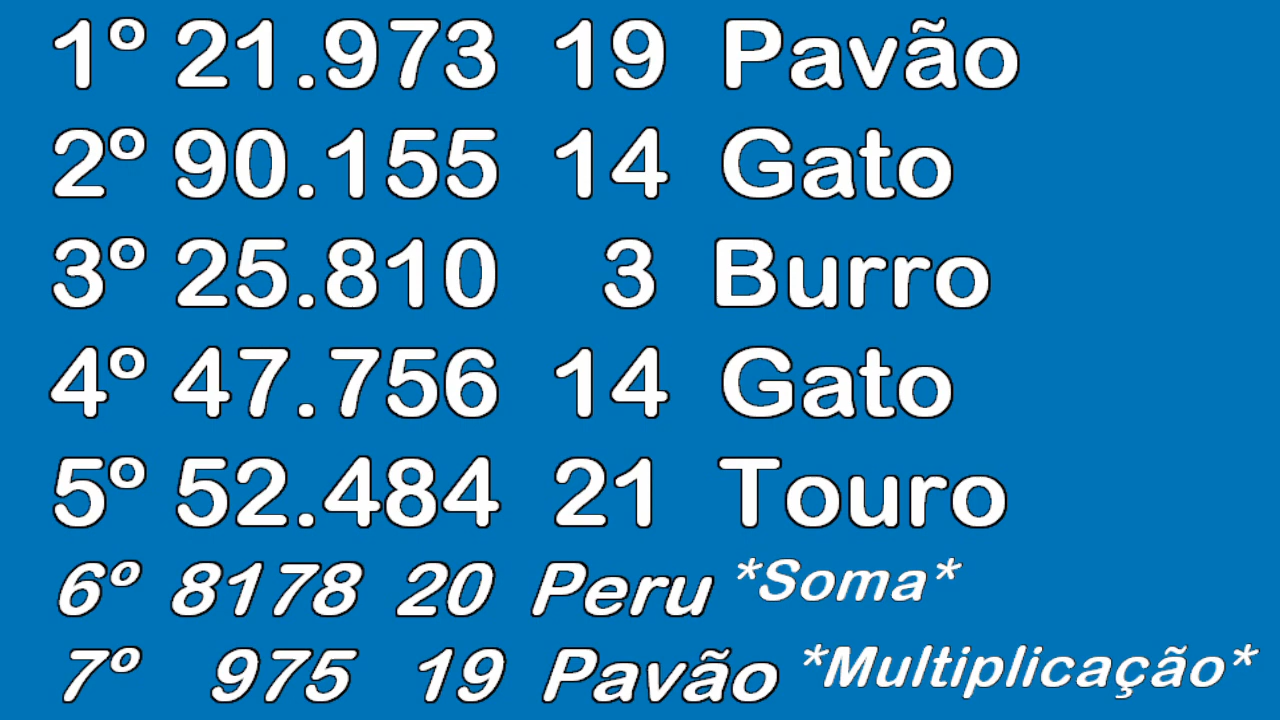 1º 21.973 19 Pavão
2º 90.155 14 Gato
3º 25.810 3 Burro
4º 47.756 14 Gato
5º 52.484 21 Touro
6º 8178 20 Peru *Soma*
7º 975 19 Pavão *Multiplicação*